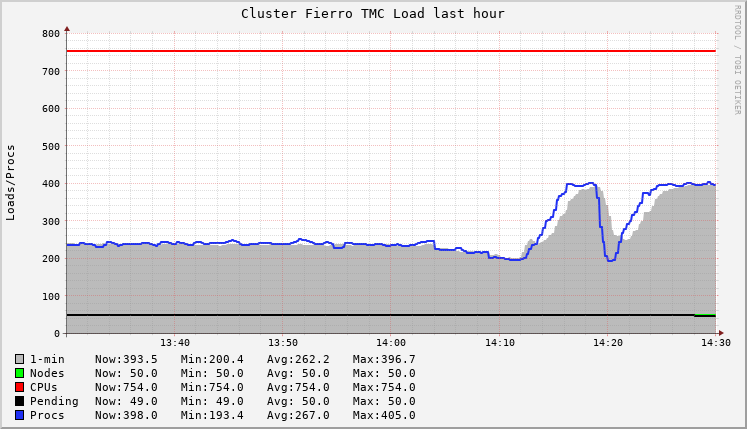 Cluster Fierro TMC Load last hour
RRDTOOL / TOBI OETIKER
Loads/Procs
800
700
600
500
400
300
200
100
0
13:40 13:50 14:00 14:10 14:20 14:30
1-min Now:393.5 Min:200.4 Avg:262.2 Max:396.7
Nodes Now: 50.0 Min: 50.0 Avg: 50.0 Max: 50.0
CPUs Now:754.0 Min:754.0 Avg:754.0 Max:754.0
Pending Now: 49.0 Min: 49.0 Avg: 50.0 Max: 50.0
Procs Now:398.0 Min:193.4 Avg:267.0 Max:405.0